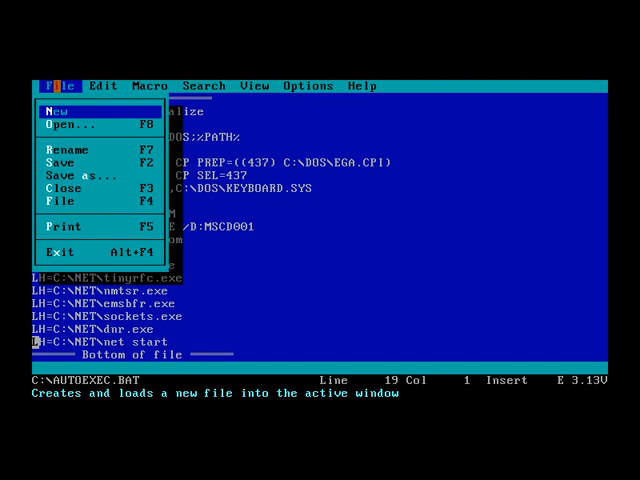 File Edit Macro Search View Options Help
New
alize
Open... F8
DOS;%PATH%
Rename F7
Save F2 CP PREP=((437) C:\DOS\EGA.CPI)
Save as... CP SEL=437
Close F3 ,C:\DOS\KEYBOARD.SYS
File F4
M
Print F5 E /D:MSCD001
om
Exit Alt+F4
e
LH=C:\NET\tinyrfc.exe
LH=C:\NET\nmtsr.exe
LH=C:\NET\emsbfr.exe
LH=C:\NET\sockets.exe
LH=C:\NET\dnr.exe
LH=C:\NET\net start
Bottom of file
C:\AUTOEXEC.BAT Line 19 Col 1 Insert E 3.13V
Creates and loads a new file into the active window